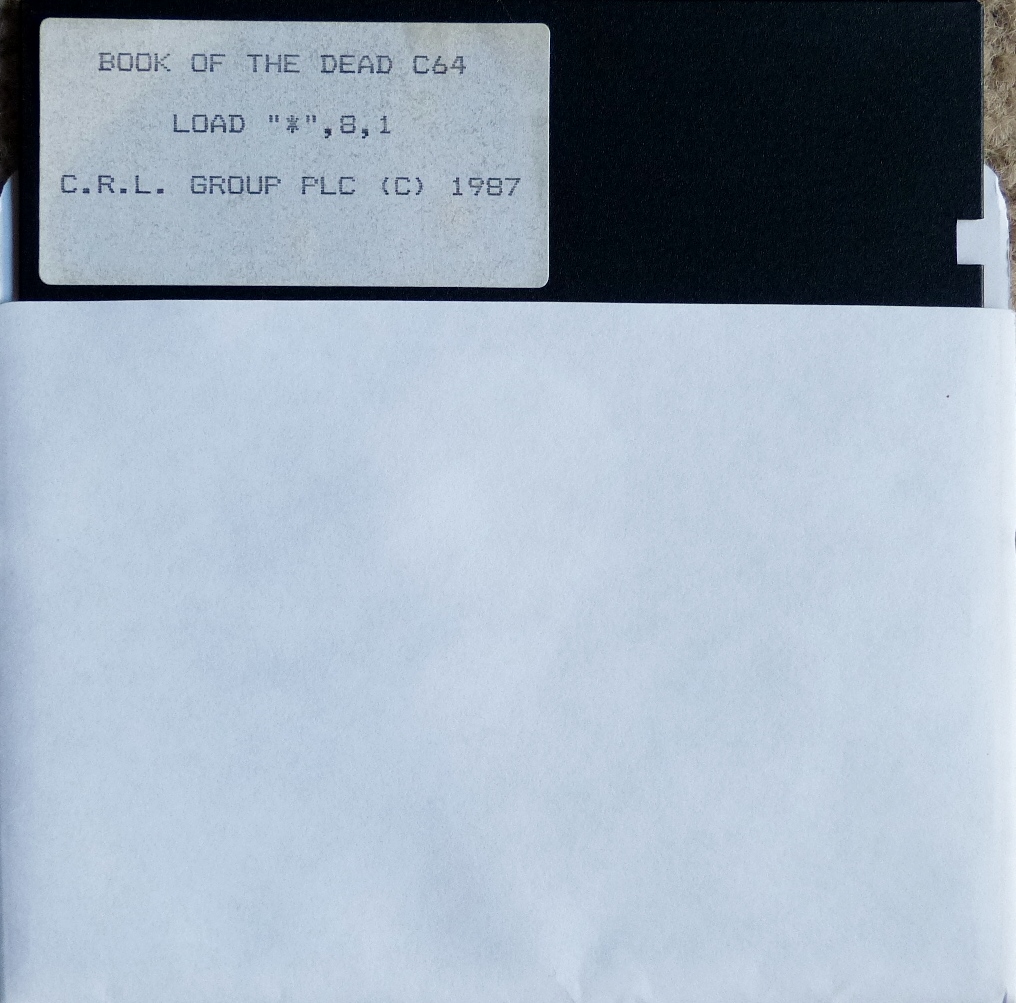 BOOK OF THE DEAD C64
LOAD "*",8,1
C.R.L. GROUP PLC (C) 1987